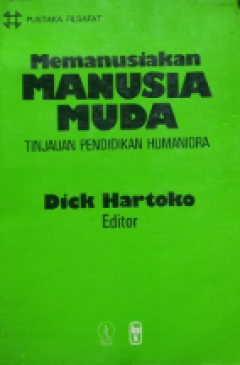 PUSTAKA FILSAFAT
Memanusiakan
MANUSIA
MUDA
TINJAUAN PENDIDIKAN HUMANIORA
Dick Hartoko
Editor